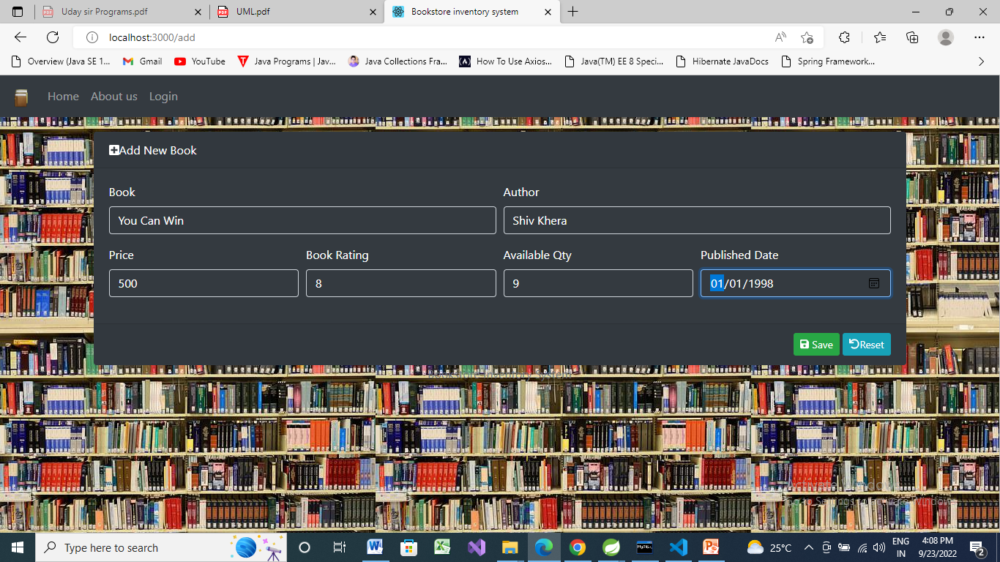 Uday sir Programs.pdf
UML.pdf
Bookstore inventory system
localhost:3000/add
Overview (Java SE 1...
Gmail
YouTube
Java Programs | Jav...
Java Collections Fra...
How To Use Axios...
Java(TM) EE 8 Speci...
Hibernate JavaDocs
Spring Framework...
Home
About us
Login
Add New Book
Book
Author
You Can Win
Shiv Khera
Price
Book Rating
Available Qty
Published Date
500
8
9
01/01/1998
Save
Reset
Type here to search
25°C
ENG
IN
4:08 PM
9/23/2022
2